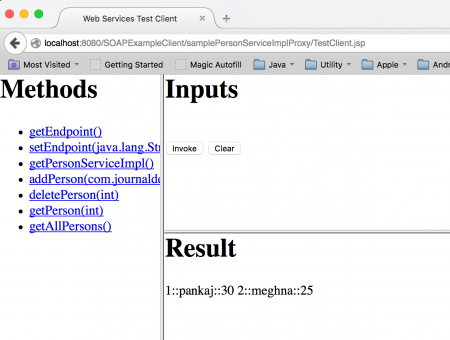 Web Services Test Client
localhost:8080/SOAPExampleClient/samplePersonServiceImplProxy/TestClient.jsp
Most Visited Getting Started Magic Autofill Java Utility Apple Andr
Methods
getEndpoint()
setEndpoint(java.lang.Str
getPersonServiceImpl()
addPerson(com.journalde
deletePerson(int)
getPerson(int)
getAllPersons()
Inputs
Invoke Clear
Result
1::pankaj::30 2::meghna::25